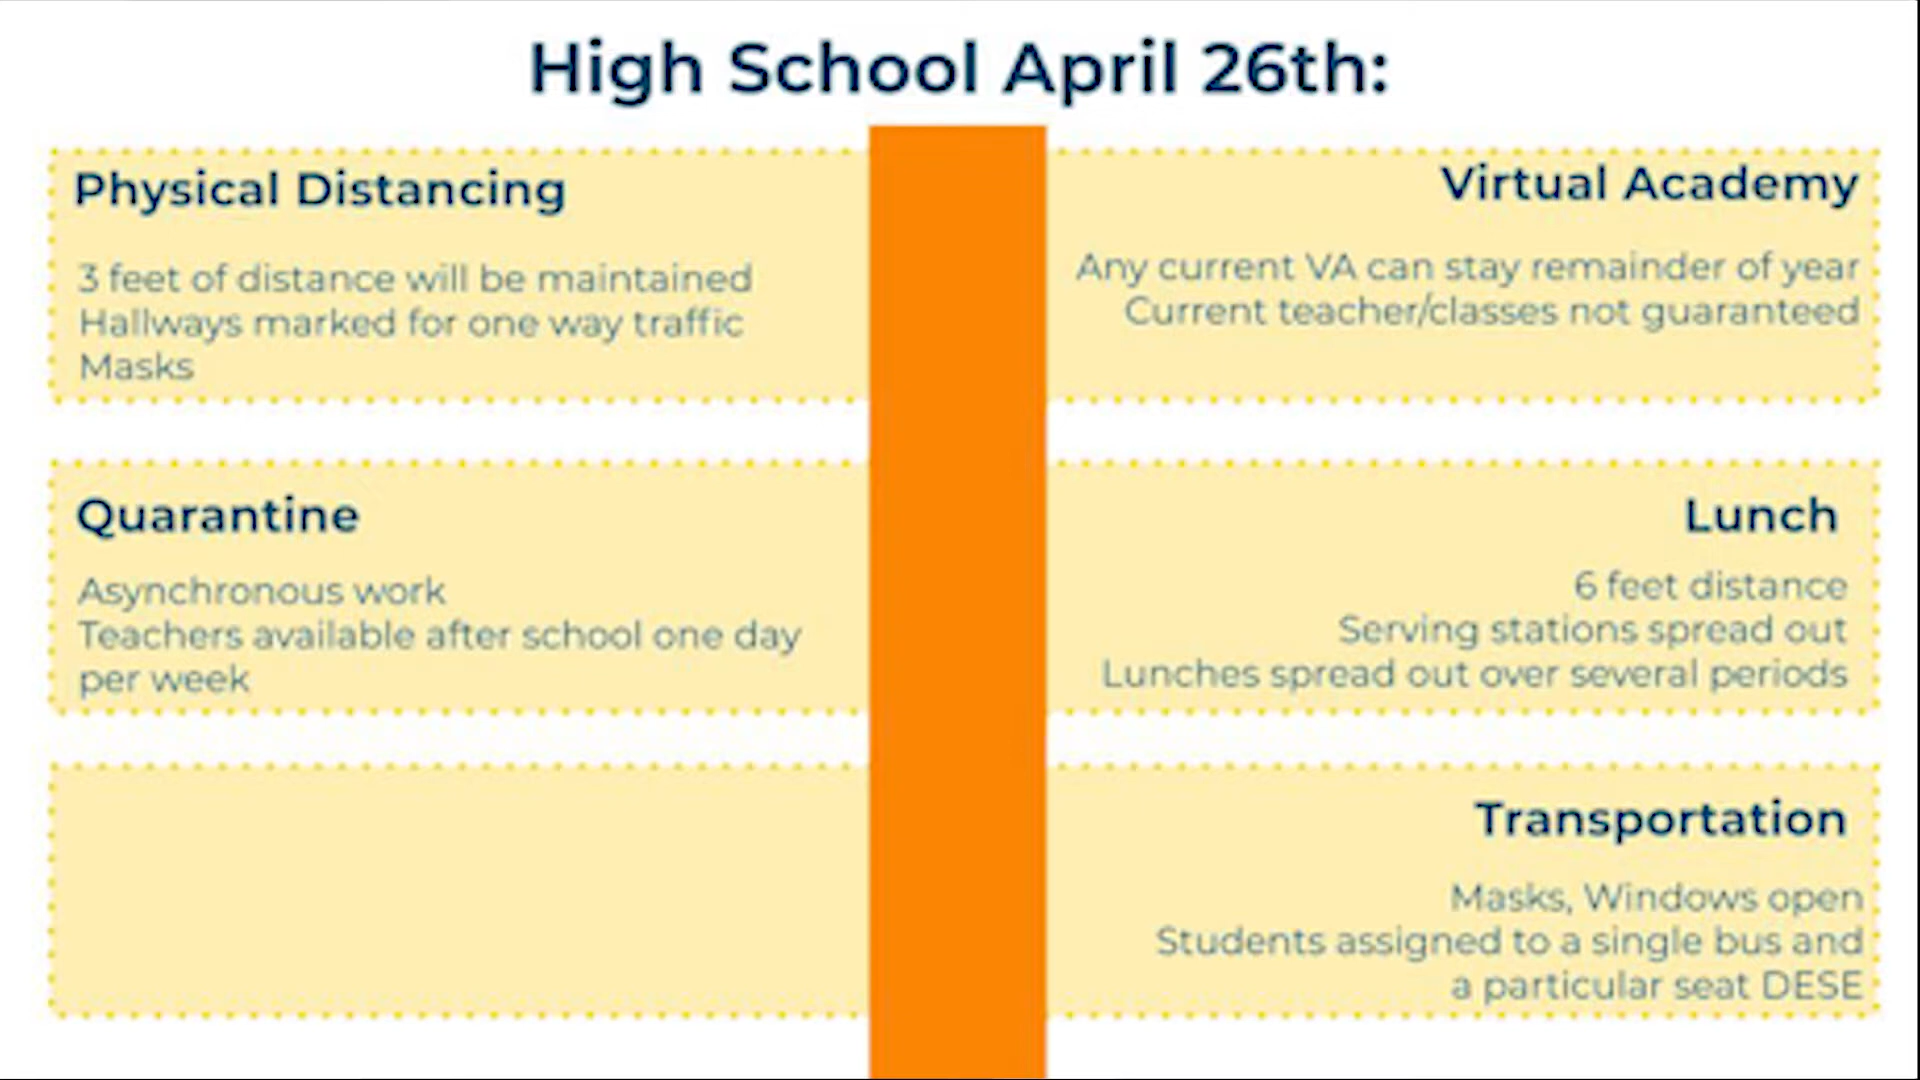 High School April 26th:
Physical Distancing
3 feet of distance will be maintained
Hallways marked for one way traffic
Masks
Virtual Academy
Any current VA can stay remainder of year
Current teacher/classes not guaranteed
Quarantine
Asynchronous work
Teachers available after school one day
per week
Lunch
6 feet distance
Serving stations spread out
Lunches spread out over several periods
Transportation
Masks, Windows open
Students assigned to a single bus and
a particular seat DESE